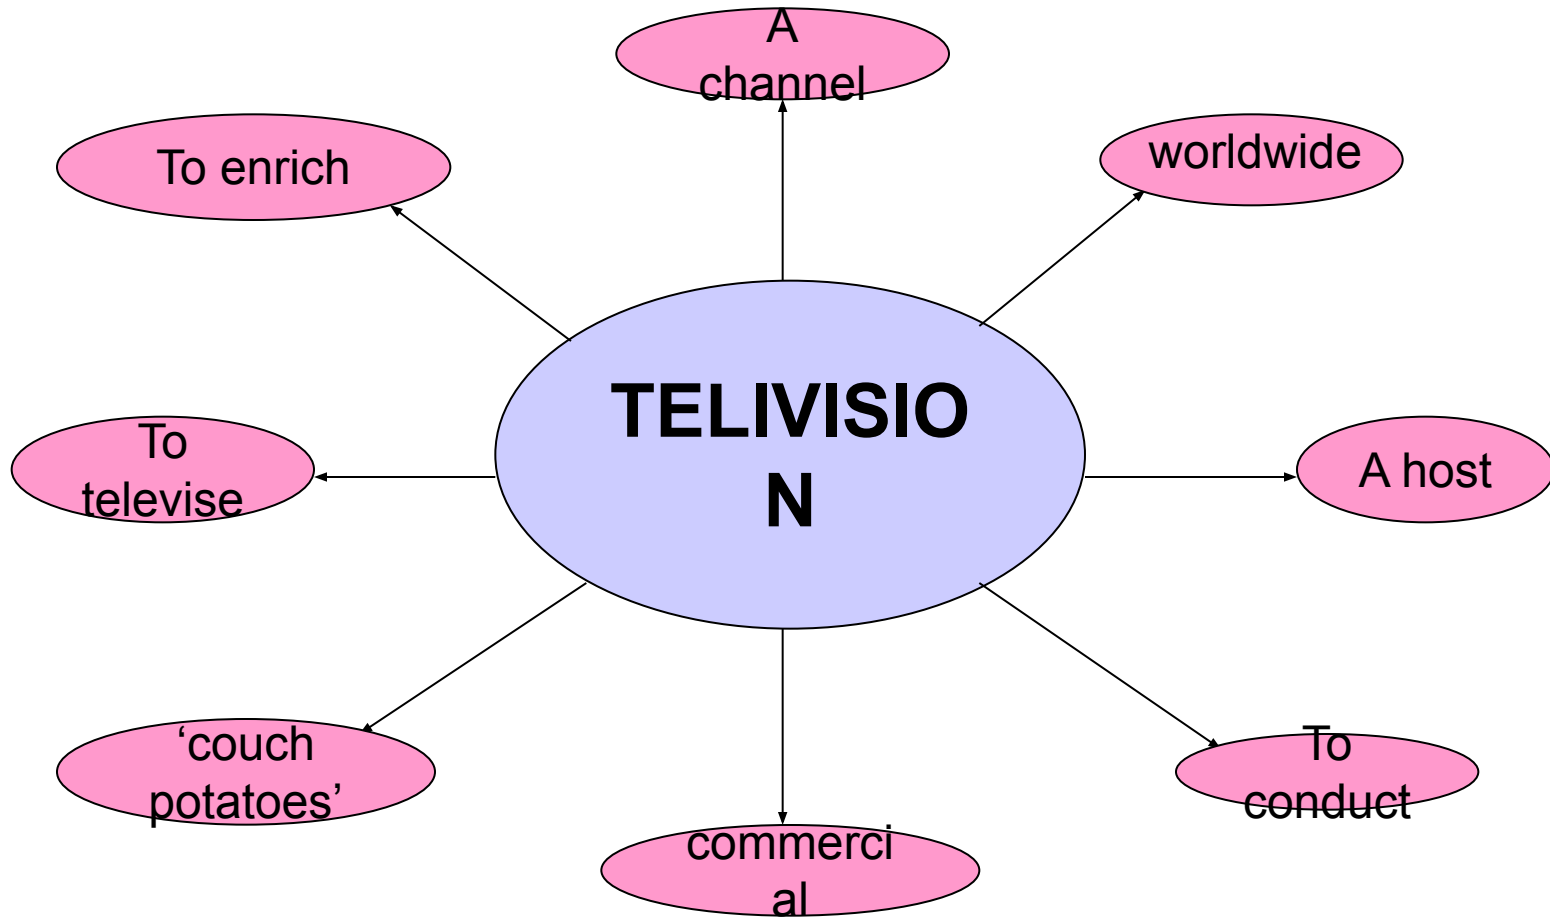 A
channel
To enrich
worldwide
TELIVISIO
N
To
televise
A host
‘couch
potatoes’
To
conduct
commerci
al